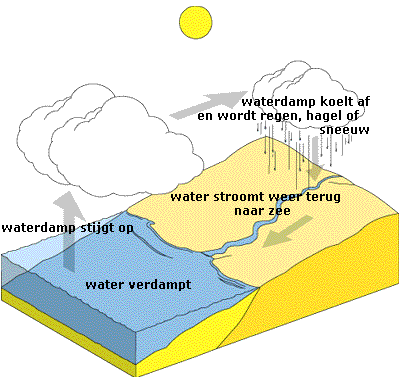 waterdamp koelt af
en wordt regen, hagel of
sneeuw
water stroomt weer terug
naar zee
waterdamp stijgt op
water verdampt